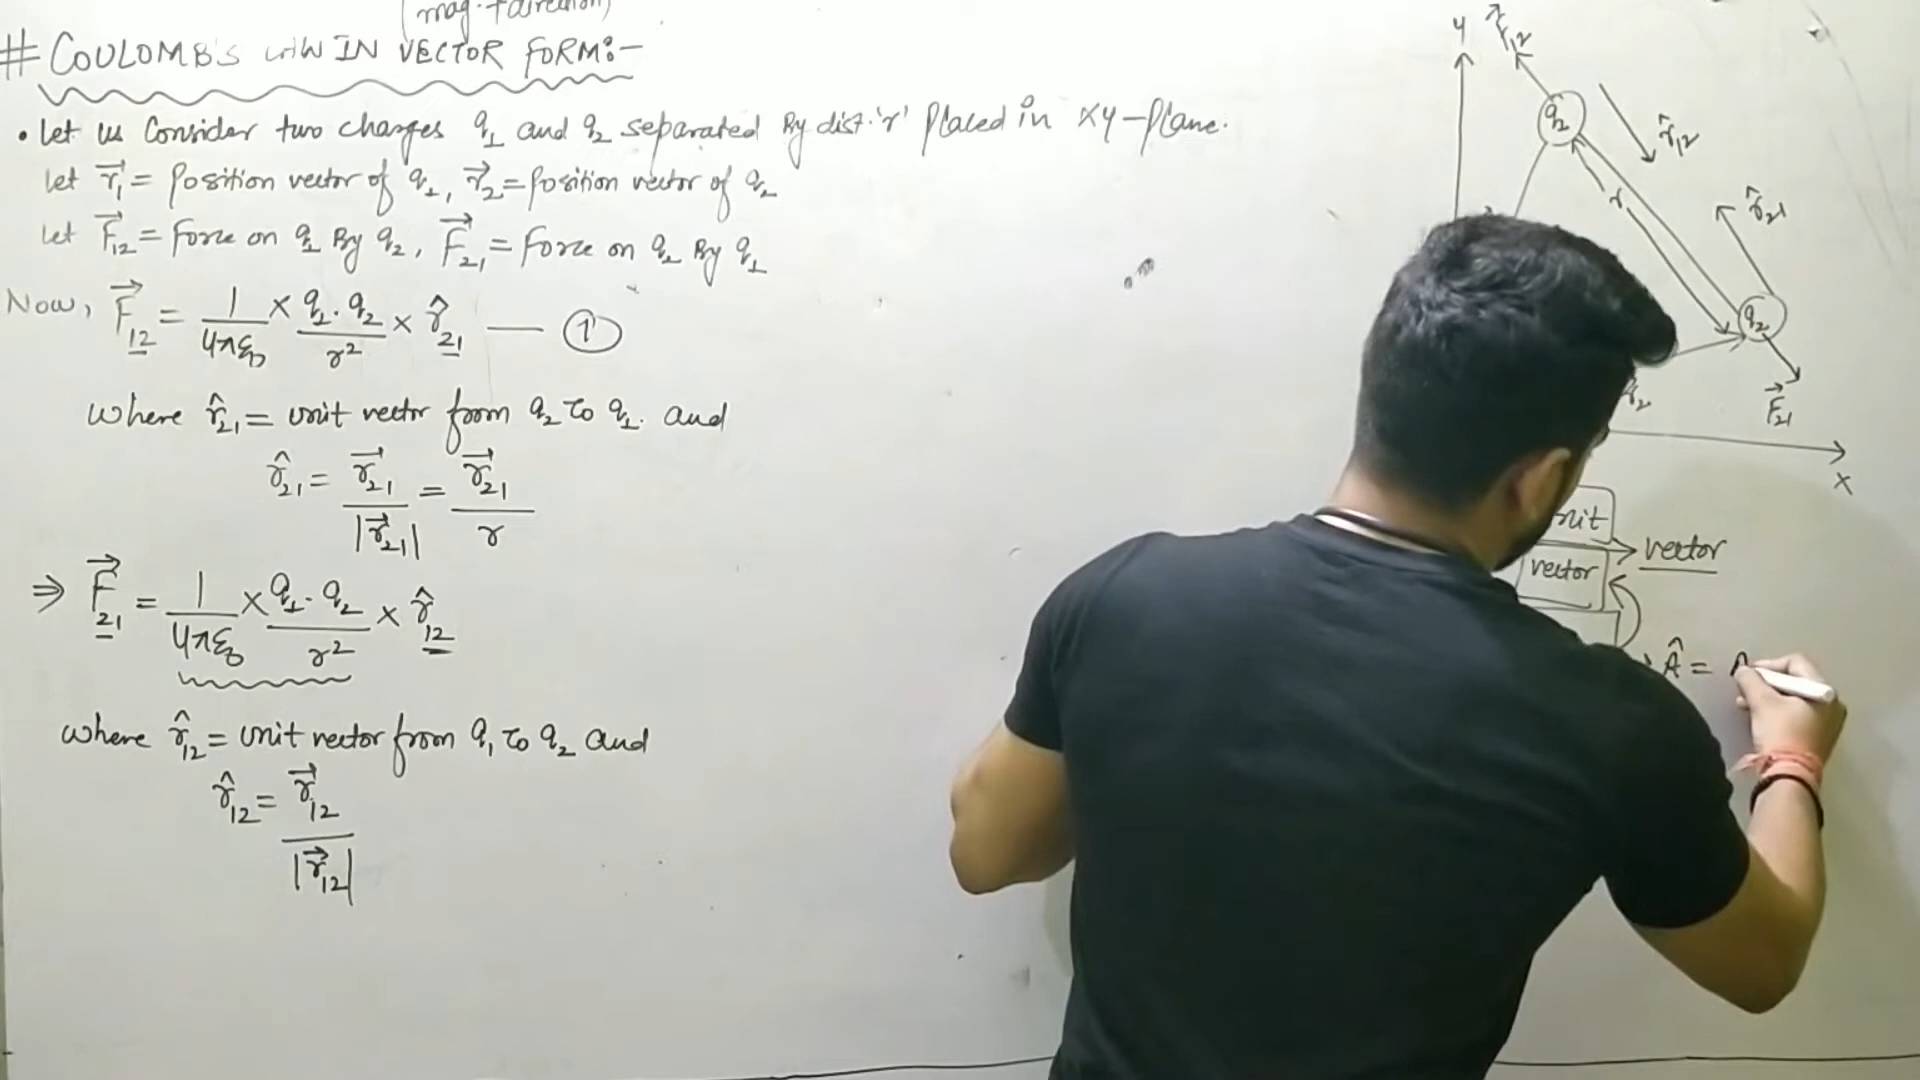 (mag. + direction)
# COULOMB'S LAW IN VECTOR FORM:-
• Let us Consider two charges q₁ and q₂ separated By dist. 'r' Placed in XY-Plane.
Let r⃗₁ = Position vector of q₁, r⃗₂ = Position vector of q₂
Let F⃗₁₂ = Force on q₁ By q₂, F⃗₂₁ = Force on q₂ By q₁
Now, F⃗₁₂ = 1/4πε₀ × q₁.q₂/r² × r̂₂₁ — ①
where r̂₂₁ = unit vector from q₂ to q₁. and
r̂₂₁ = r⃗₂₁/|r⃗₂₁| = r⃗₂₁/r
⇒ F⃗₂₁ = 1/4πε₀ × q₁.q₂/r² × r̂₁₂
where r̂₁₂ = unit vector from q₁ to q₂ and
r̂₁₂ = r⃗₁₂/|r⃗₁₂|
y
F⃗₁₂
q₂
r̂₁₂
r
r̂₂₁
q₂
F⃗₂₁
x
nit
vector
vector
Â = A